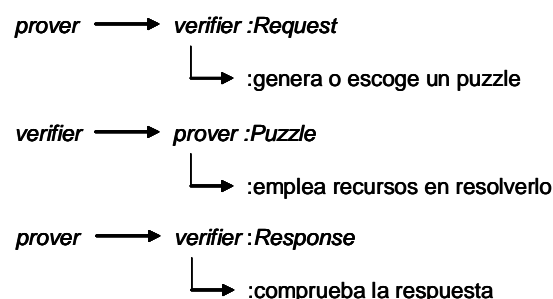 prover verifier :Request
:genera o escoge un puzzle
verifier prover :Puzzle
:emplea recursos en resolverlo
prover verifier :Response
:comprueba la respuesta